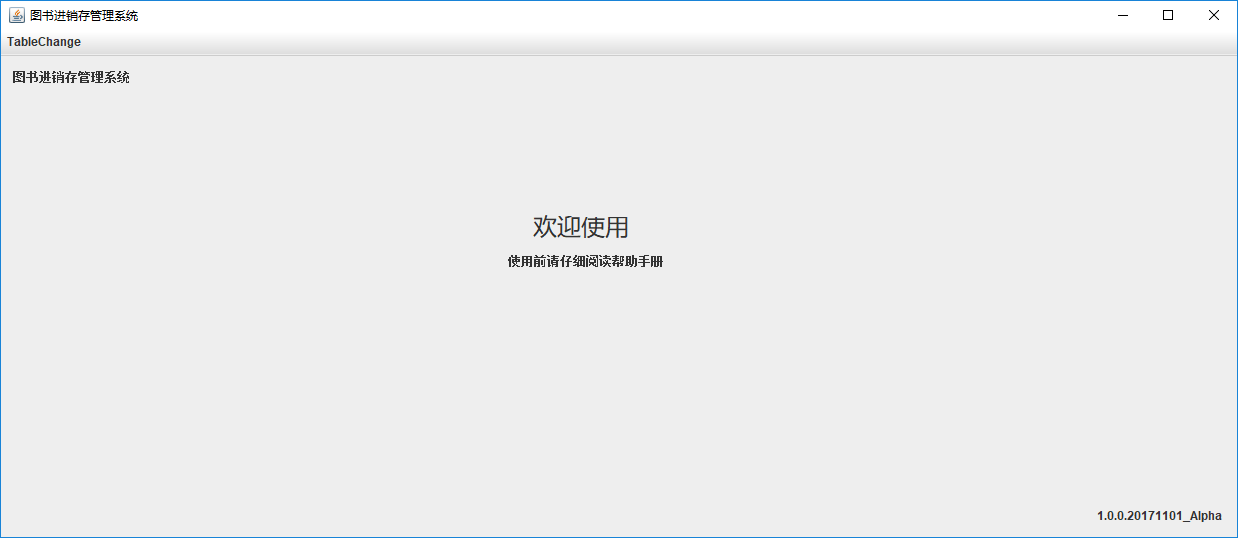 图书进销存管理系统
TableChange
图书进销存管理系统
欢迎使用
使用前请仔细阅读帮助手册
1.0.0.20171101_Alpha